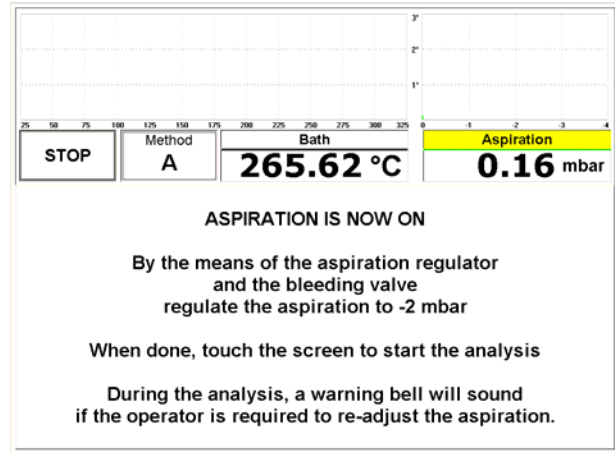 3'
2'
1'
25 50 75 100 125 150 175 200 225 250 275 300 325 0 -1 -2 -3 -4
STOP
Method
A
Bath
265.62 °C
Aspiration
0.16 mbar
ASPIRATION IS NOW ON
By the means of the aspiration regulator
and the bleeding valve
regulate the aspiration to -2 mbar
When done, touch the screen to start the analysis
During the analysis, a warning bell will sound
if the operator is required to re-adjust the aspiration.